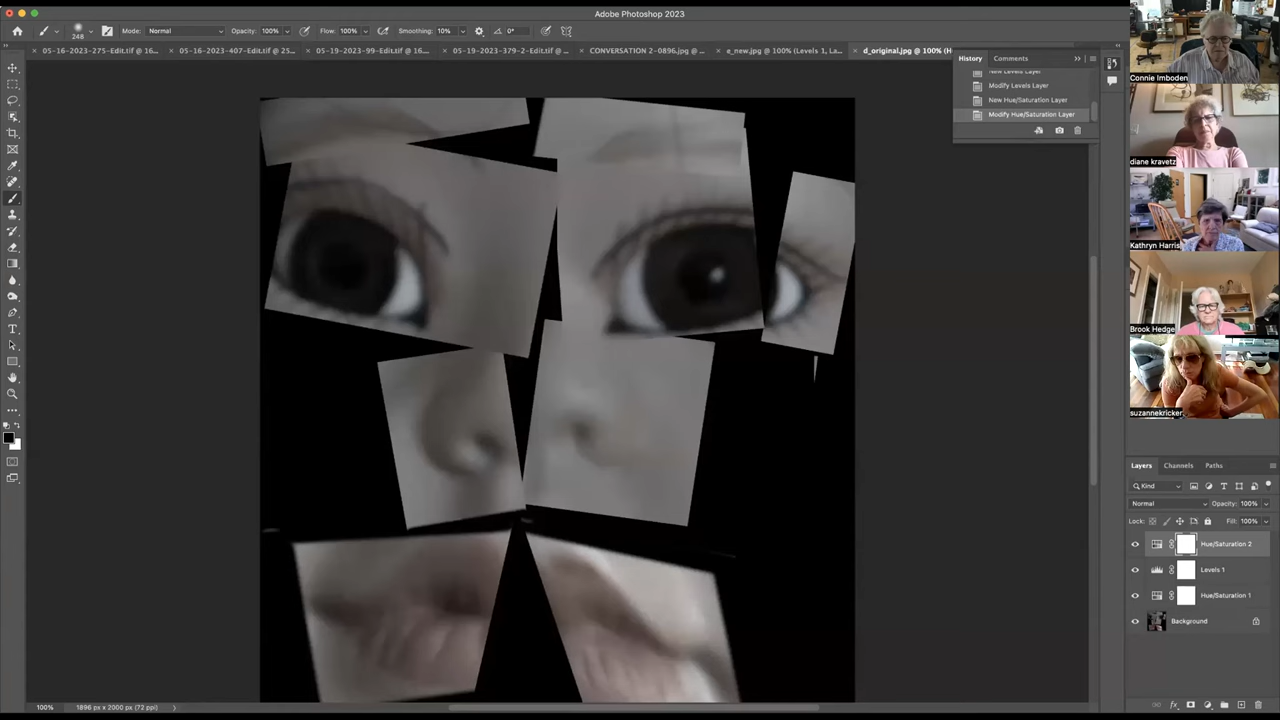 Adobe Photoshop 2023
248
Mode: Normal
Opacity: 100%
Flow: 100%
Smoothing: 10%
0°
05-16-2023-275-Edit.tif @ 16...
05-16-2023-407-Edit.tif @ 25...
05-19-2023-99-Edit.tif @ 16...
05-19-2023-379-2-Edit.tif @ ...
CONVERSATION 2-0896.jpg @ ...
e_new.jpg @ 100% (Levels 1, La...
d_original.jpg @ 100% (H
History
Comments
New Levels Layer
Modify Levels Layer
New Hue/Saturation Layer
Modify Hue/Saturation Layer
Connie Imboden
diane kravetz
Kathryn Harris
Brook Hedge
suzannekricker
Layers
Channels
Paths
Kind
Normal
Opacity: 100%
Lock:
Fill: 100%
Hue/Saturation 2
Levels 1
Hue/Saturation 1
Background
100%
1896 px x 2000 px (72 ppi)